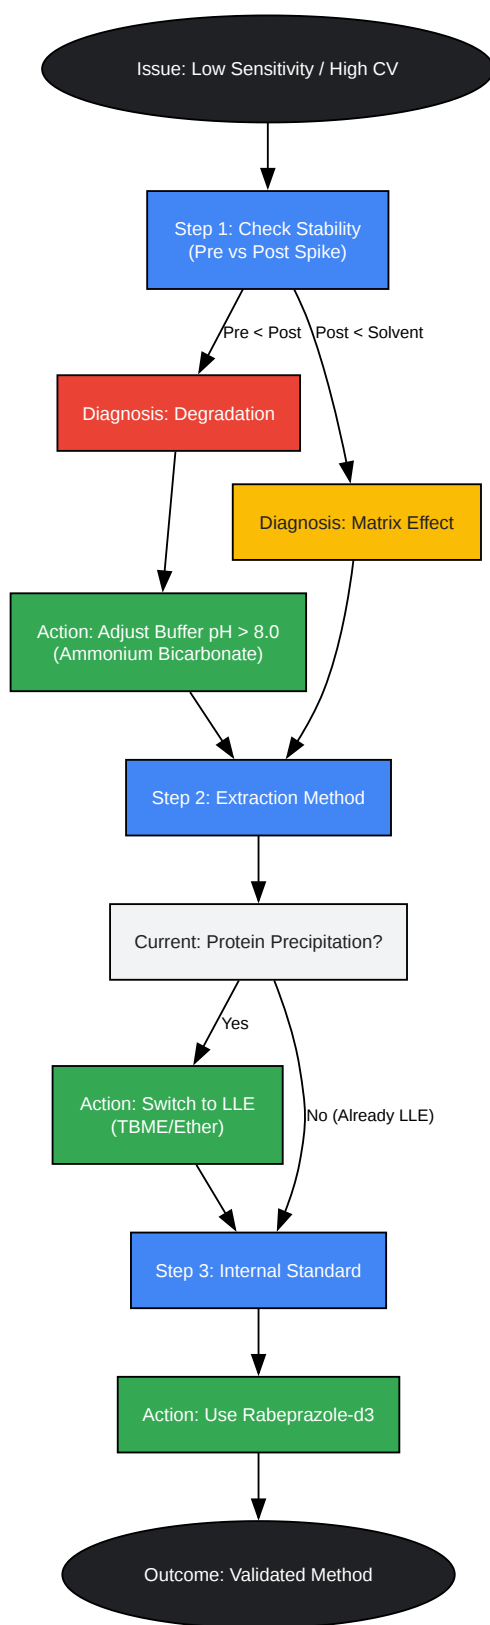 Issue: Low Sensitivity / High CV
Step 1: Check Stability
(Pre vs Post Spike)
Pre < Post
Post < Solvent
Diagnosis: Degradation
Diagnosis: Matrix Effect
Action: Adjust Buffer pH > 8.0
(Ammonium Bicarbonate)
Step 2: Extraction Method
Current: Protein Precipitation?
Yes
Action: Switch to LLE
(TBME/Ether)
No (Already LLE)
Step 3: Internal Standard
Action: Use Rabeprazole-d3
Outcome: Validated Method